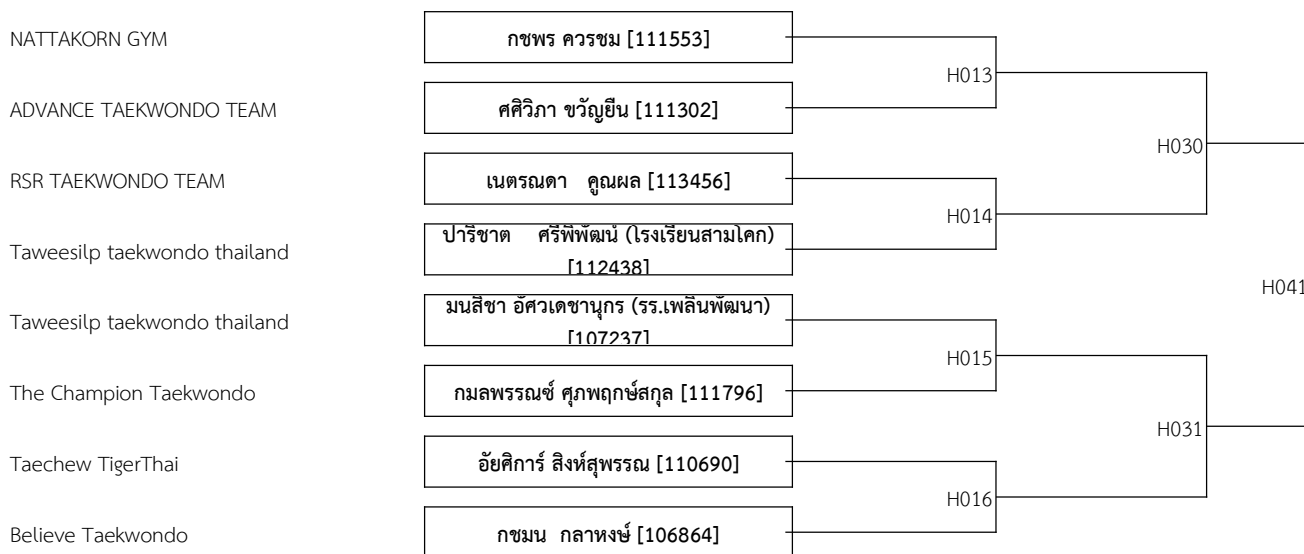 NATTAKORN GYM
กชพร ควรชม [111553]
H013
ADVANCE TAEKWONDO TEAM
ศศิวิภา ขวัญยืน [111302]
H030
RSR TAEKWONDO TEAM
เนตรณดา คูณผล [113456]
H014
Taweesilp taekwondo thailand
ปาริชาต ศรีพิพัฒน์ (โรงเรียนสามโคก)
[112438]
H041
Taweesilp taekwondo thailand
มนสิชา อัศวเดชานุกร (รร.เพลินพัฒนา)
[107237]
H015
The Champion Taekwondo
กมลพรรณซ์ ศุภพฤกษ์สกุล [111796]
H031
Taechew TigerThai
อัยศิการ์ สิงห์สุพรรณ [110690]
H016
Believe Taekwondo
กชมน กลาหงษ์ [106864]